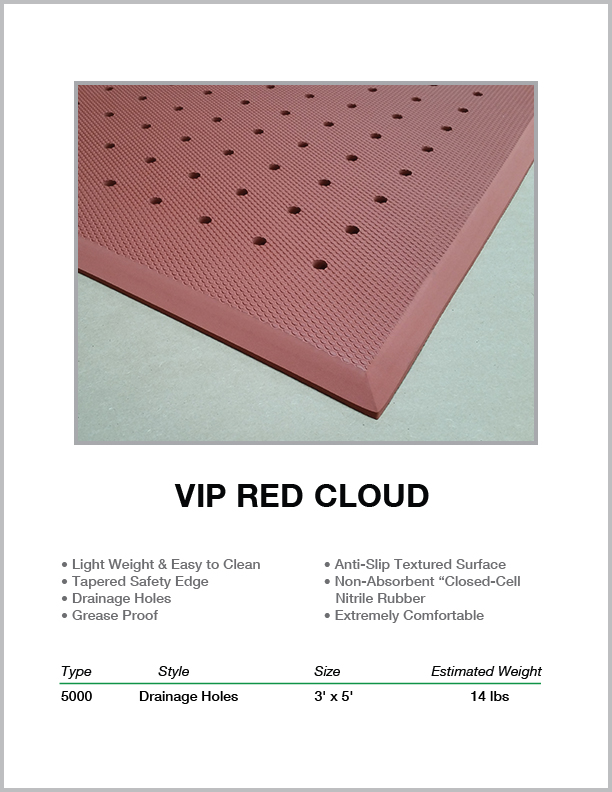 VIP RED CLOUD
• Light Weight & Easy to Clean
• Tapered Safety Edge
• Drainage Holes
• Grease Proof
• Anti-Slip Textured Surface
• Non-Absorbent “Closed-Cell
Nitrile Rubber
• Extremely Comfortable
Type Style Size Estimated Weight
5000 Drainage Holes 3' x 5' 14 lbs